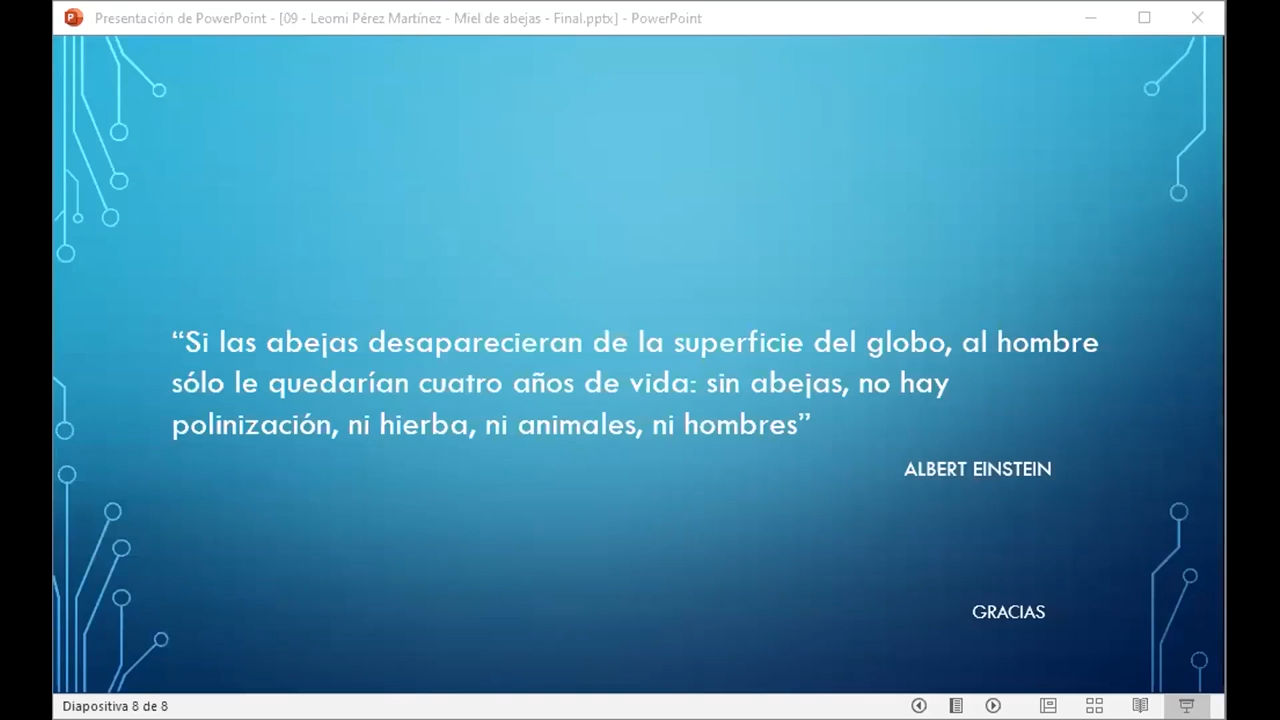 Presentación de PowerPoint - [09 - Leomi Pérez Martínez - Miel de abejas - Final.pptx] - PowerPoint
“Si las abejas desaparecieran de la superficie del globo, al hombre
sólo le quedarían cuatro años de vida: sin abejas, no hay
polinización, ni hierba, ni animales, ni hombres”
ALBERT EINSTEIN
GRACIAS
Diapositiva 8 de 8